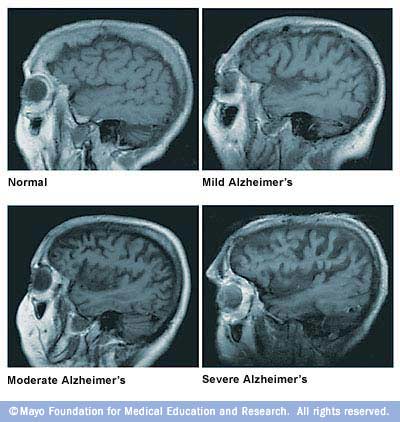 Normal
Mild Alzheimer's
Moderate Alzheimer's
Severe Alzheimer's
© Mayo Foundation for Medical Education and Research. All rights reserved.